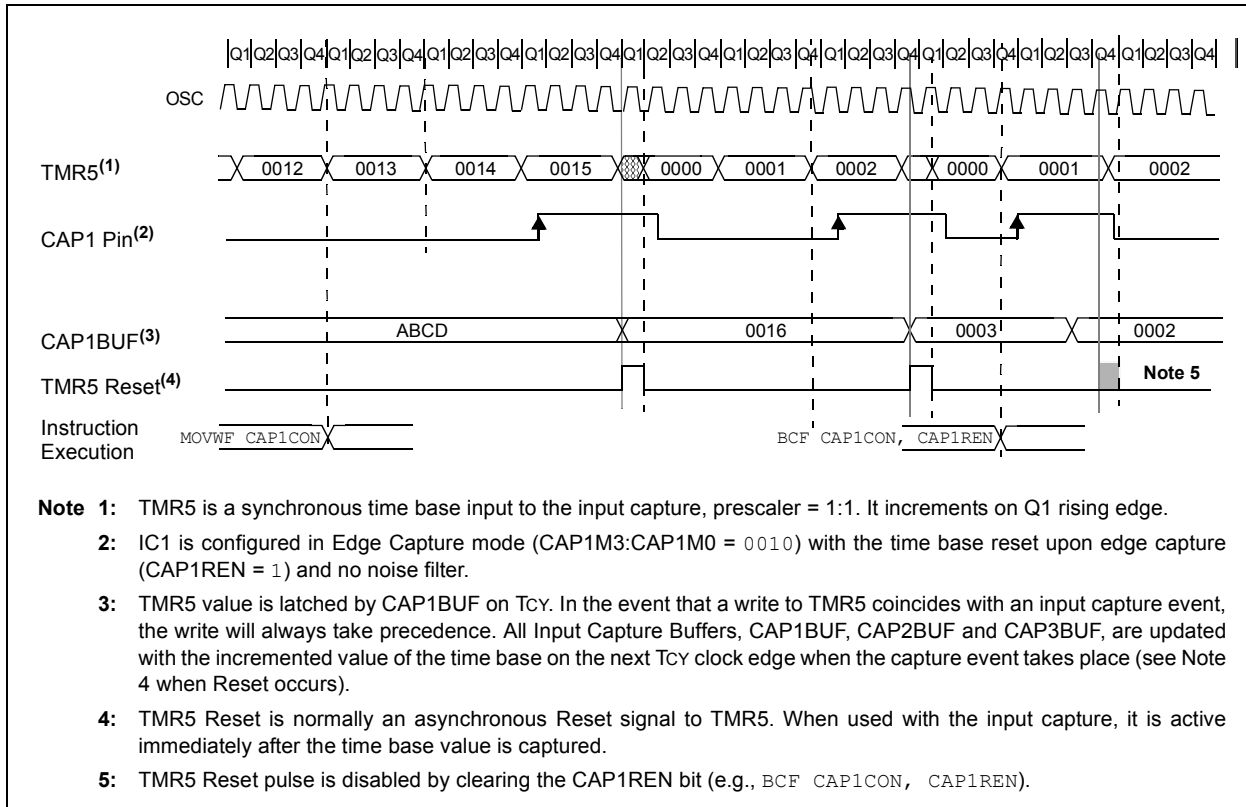 Q1 Q2 Q3 Q4 Q1 Q2 Q3 Q4 Q1 Q2 Q3 Q4 Q1 Q2 Q3 Q4 Q1 Q2 Q3 Q4 Q1 Q2 Q3 Q4 Q1 Q2 Q3 Q4 Q1 Q2 Q3 Q4 Q1 Q2 Q3 Q4 Q1 Q2 Q3 Q4
OSC
TMR5(1) 0012 0013 0014 0015 0000 0001 0002 0000 0001 0002
CAP1 Pin(2)
CAP1BUF(3) ABCD 0016 0003 0002
TMR5 Reset(4) Note 5
Instruction
Execution MOVWF CAP1CON BCF CAP1CON, CAP1REN
Note 1: TMR5 is a synchronous time base input to the input capture, prescaler = 1:1. It increments on Q1 rising edge.
2: IC1 is configured in Edge Capture mode (CAP1M3:CAP1M0 = 0010) with the time base reset upon edge capture
(CAP1REN = 1) and no noise filter.
3: TMR5 value is latched by CAP1BUF on TCY. In the event that a write to TMR5 coincides with an input capture event,
the write will always take precedence. All Input Capture Buffers, CAP1BUF, CAP2BUF and CAP3BUF, are updated
with the incremented value of the time base on the next TCY clock edge when the capture event takes place (see Note
4 when Reset occurs).
4: TMR5 Reset is normally an asynchronous Reset signal to TMR5. When used with the input capture, it is active
immediately after the time base value is captured.
5: TMR5 Reset pulse is disabled by clearing the CAP1REN bit (e.g., BCF CAP1CON, CAP1REN).